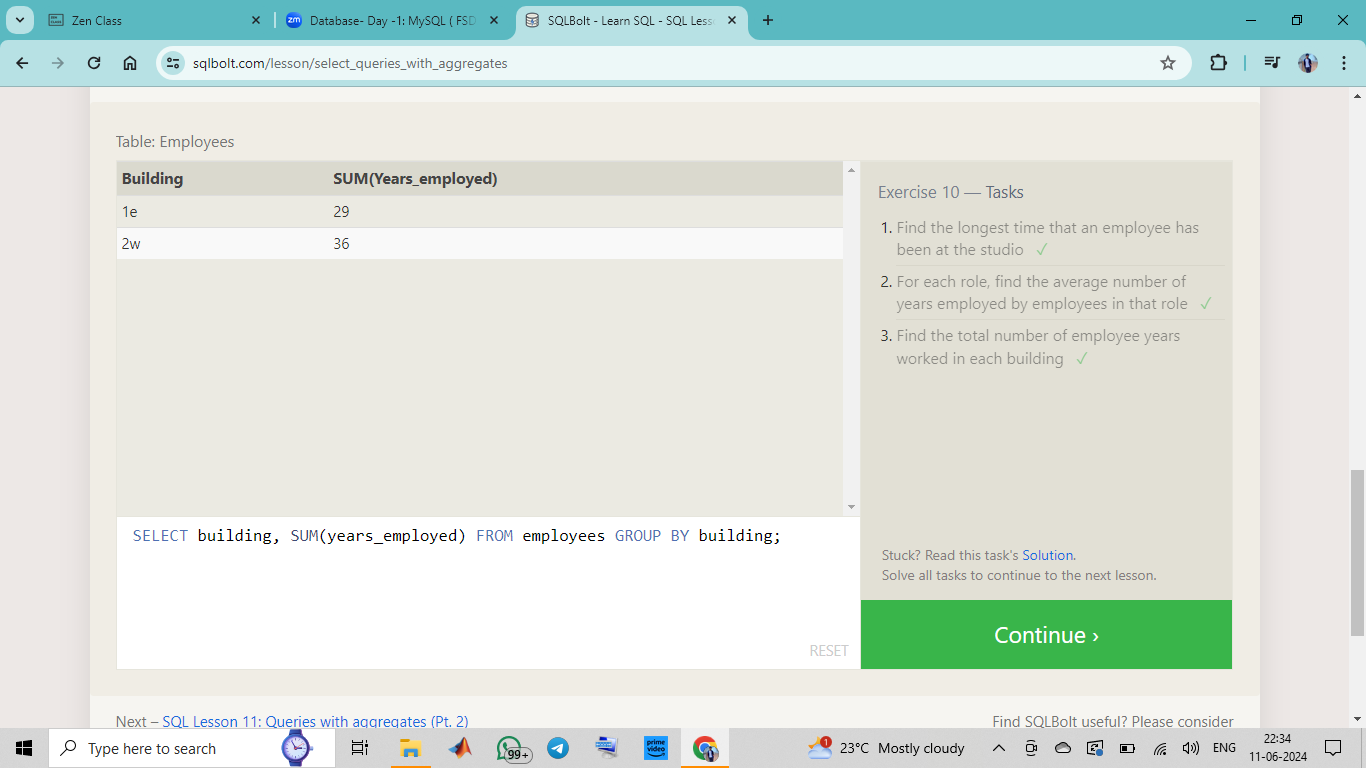 Zen Class
zm
Database- Day -1: MySQL ( FSD
SQLBolt - Learn SQL - SQL Less
sqlbolt.com/lesson/select_queries_with_aggregates
Table: Employees
Building SUM(Years_employed)
1e 29
2w 36
Exercise 10 — Tasks
1. Find the longest time that an employee has
been at the studio ✓
2. For each role, find the average number of
years employed by employees in that role ✓
3. Find the total number of employee years
worked in each building ✓
SELECT building, SUM(years_employed) FROM employees GROUP BY building;
RESET
Stuck? Read this task's Solution.
Solve all tasks to continue to the next lesson.
Continue ›
Next – SQL Lesson 11: Queries with aggregates (Pt. 2)
Find SQLBolt useful? Please consider
Type here to search
99+
prime
video
1
23°C Mostly cloudy
ENG
22:34
11-06-2024